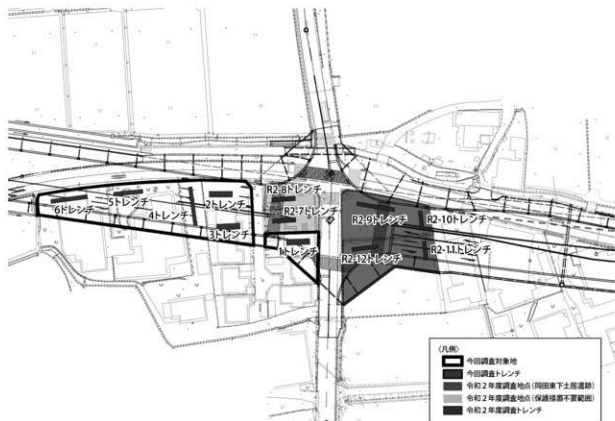 R2-8トレンチ
5トレンチ
2トレンチ
6トレンチ
4トレンチ
R2-7トレンチ
R2-9トレンチ
R2-10トレンチ
3トレンチ
1トレンチ
R2-11トレンチ
R2-12トレンチ
〈凡例〉
今回調査対象地
今回調査トレンチ
令和2年度調査地点(岡田東下土居遺跡)
令和2年度調査地点(保護措置不要範囲)
令和2年度調査トレンチ